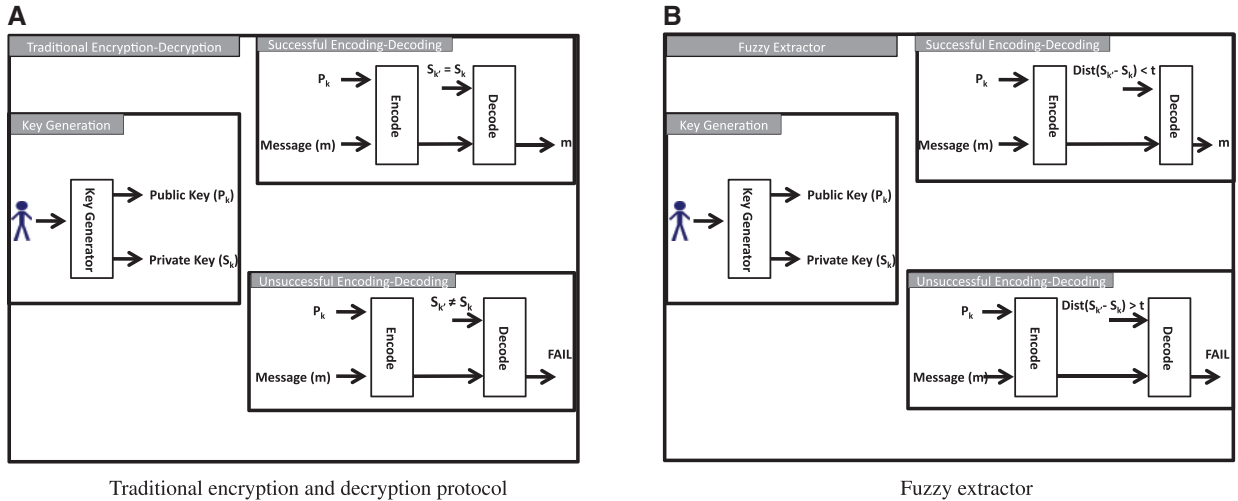 A
Traditional Encryption-Decryption
Successful Encoding-Decoding
Pk
Sk' = Sk
Encode
Decode
Message (m)
m
Key Generation
Key Generator
Public Key (Pk)
Private Key (Sk)
Unsuccessful Encoding-Decoding
Pk
Sk' ≠ Sk
Encode
Decode
FAIL
Message (m)
Traditional encryption and decryption protocol
B
Fuzzy Extractor
Successful Encoding-Decoding
Pk
Dist(Sk'- Sk) < t
Encode
Decode
Message (m)
m
Key Generation
Key Generator
Public Key (Pk)
Private Key (Sk)
Unsuccessful Encoding-Decoding
Pk
Dist(Sk'- Sk) > t
Encode
Decode
FAIL
Message (m)
Fuzzy extractor